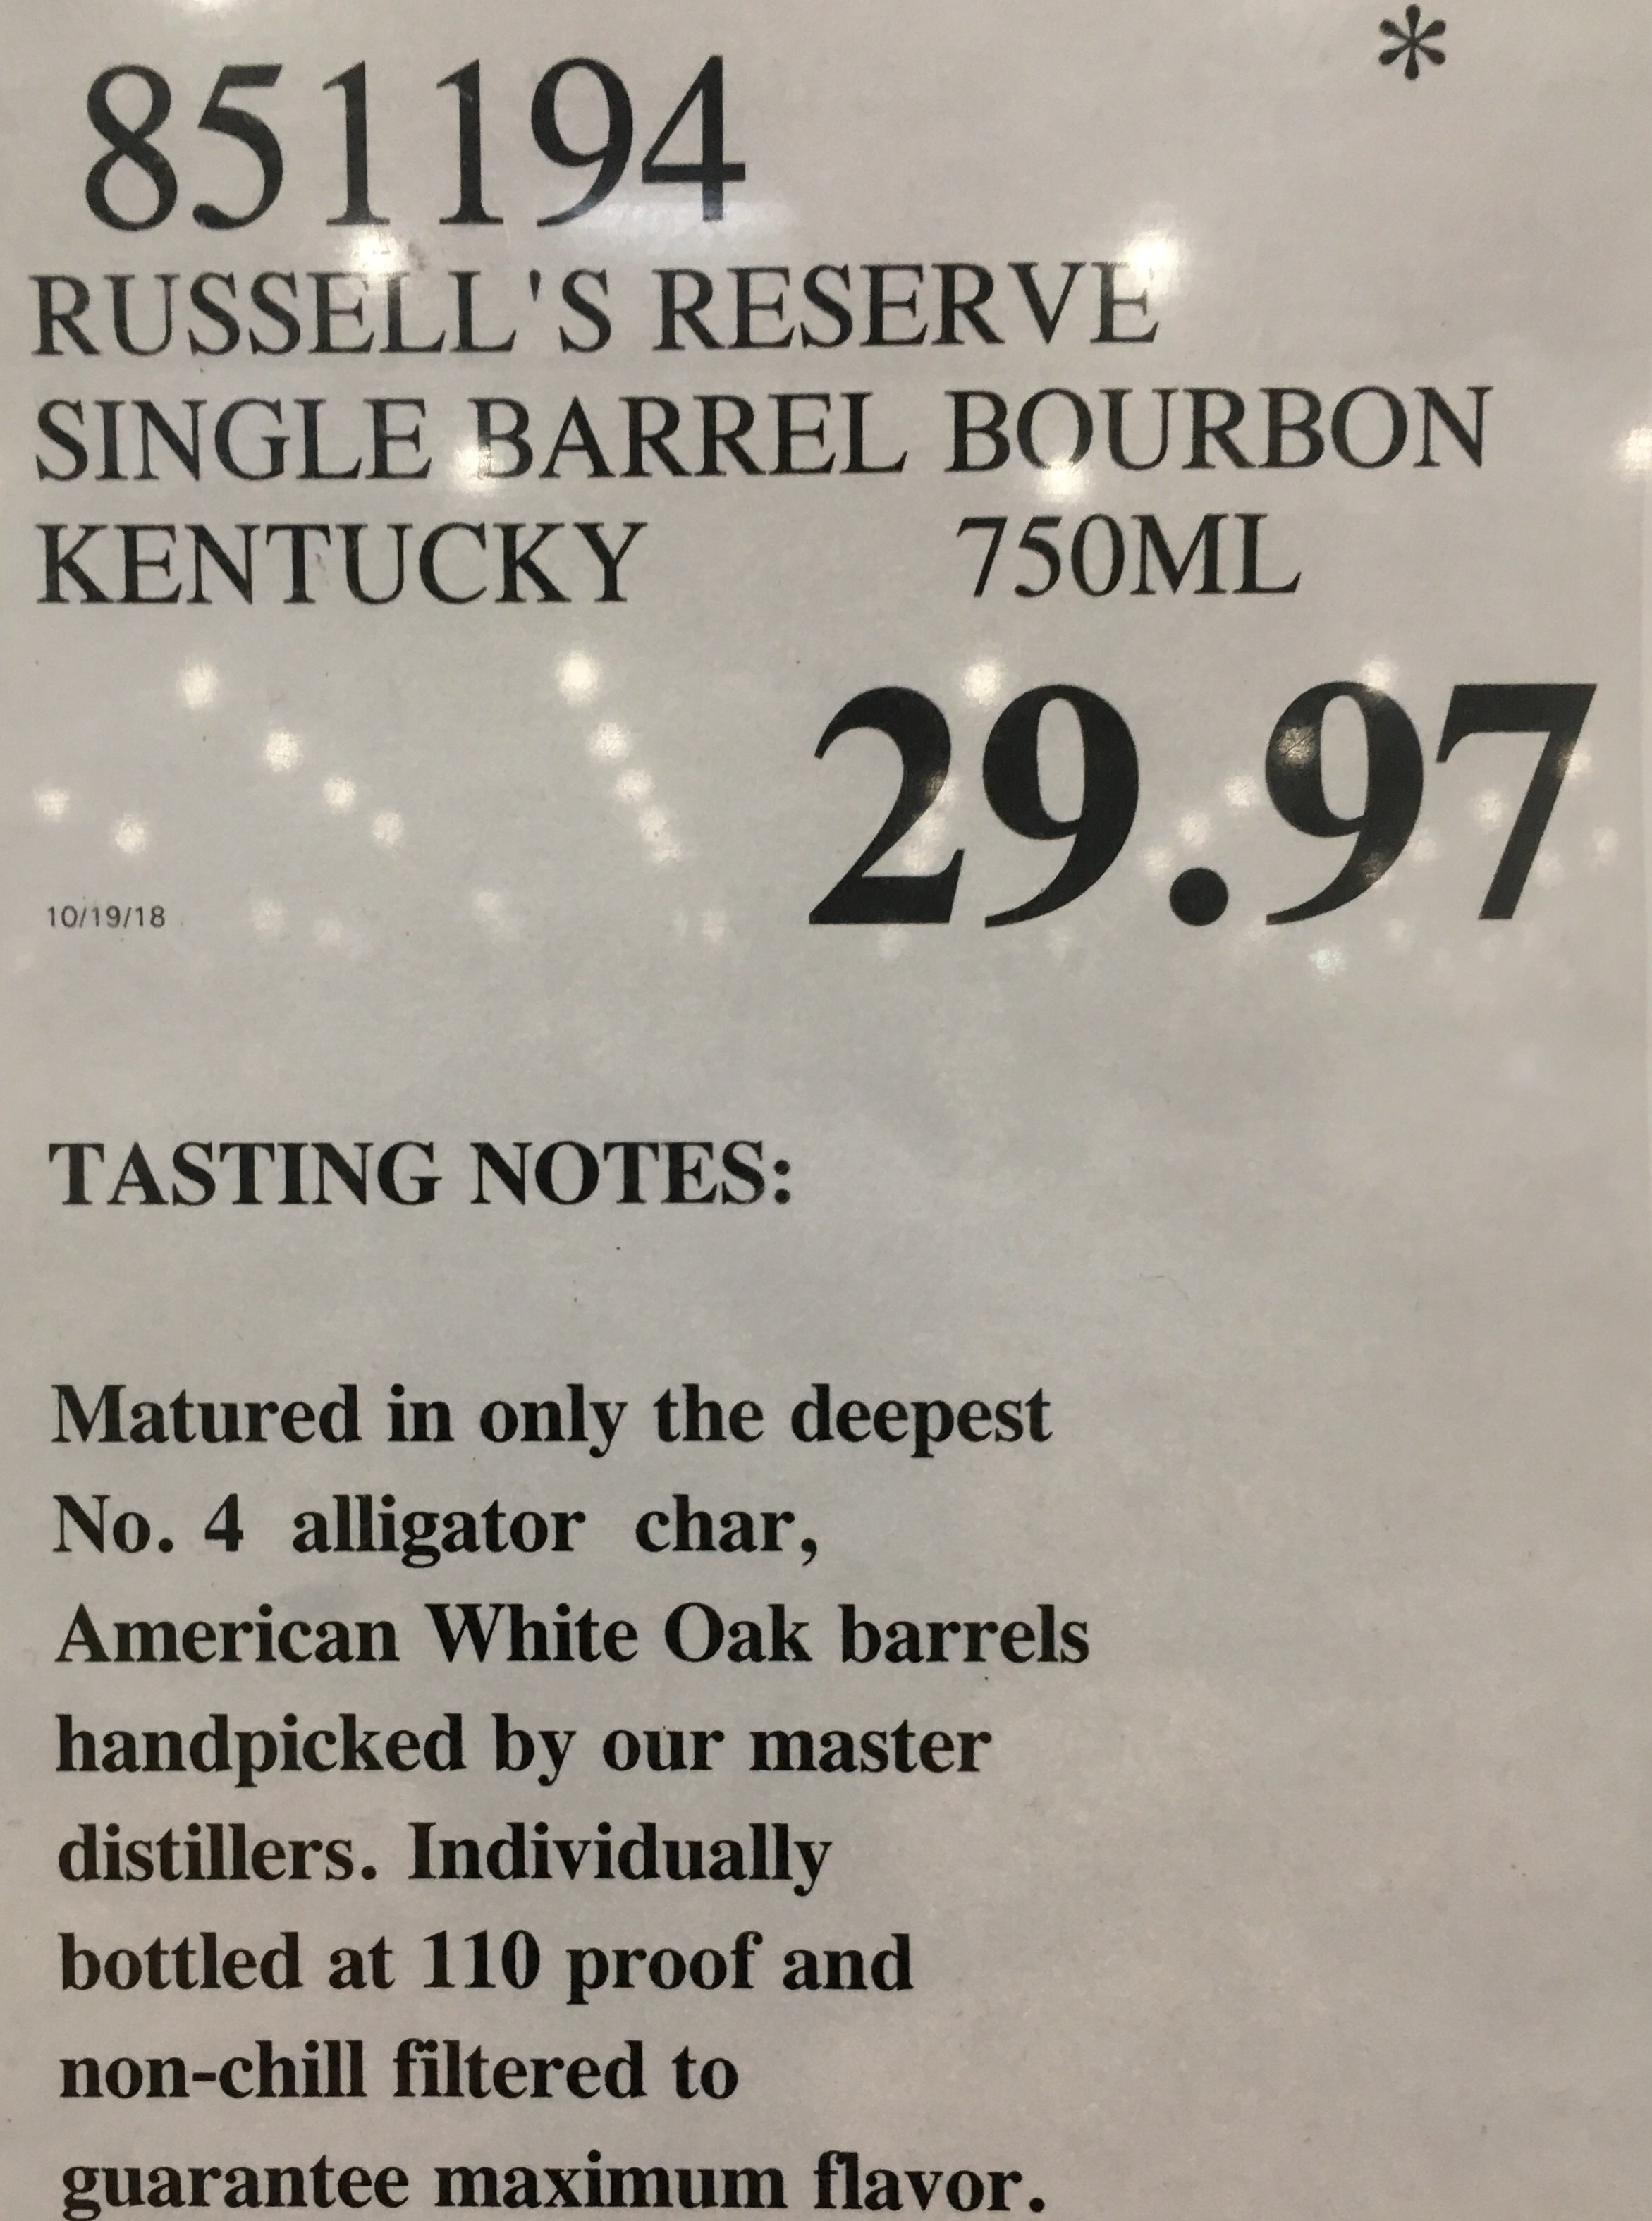 *
851194
RUSSELL'S RESERVE
SINGLE BARREL BOURBON
KENTUCKY 750ML
29.97
10/19/18
TASTING NOTES:
Matured in only the deepest
No. 4 alligator char,
American White Oak barrels
handpicked by our master
distillers. Individually
bottled at 110 proof and
non-chill filtered to
guarantee maximum flavor.